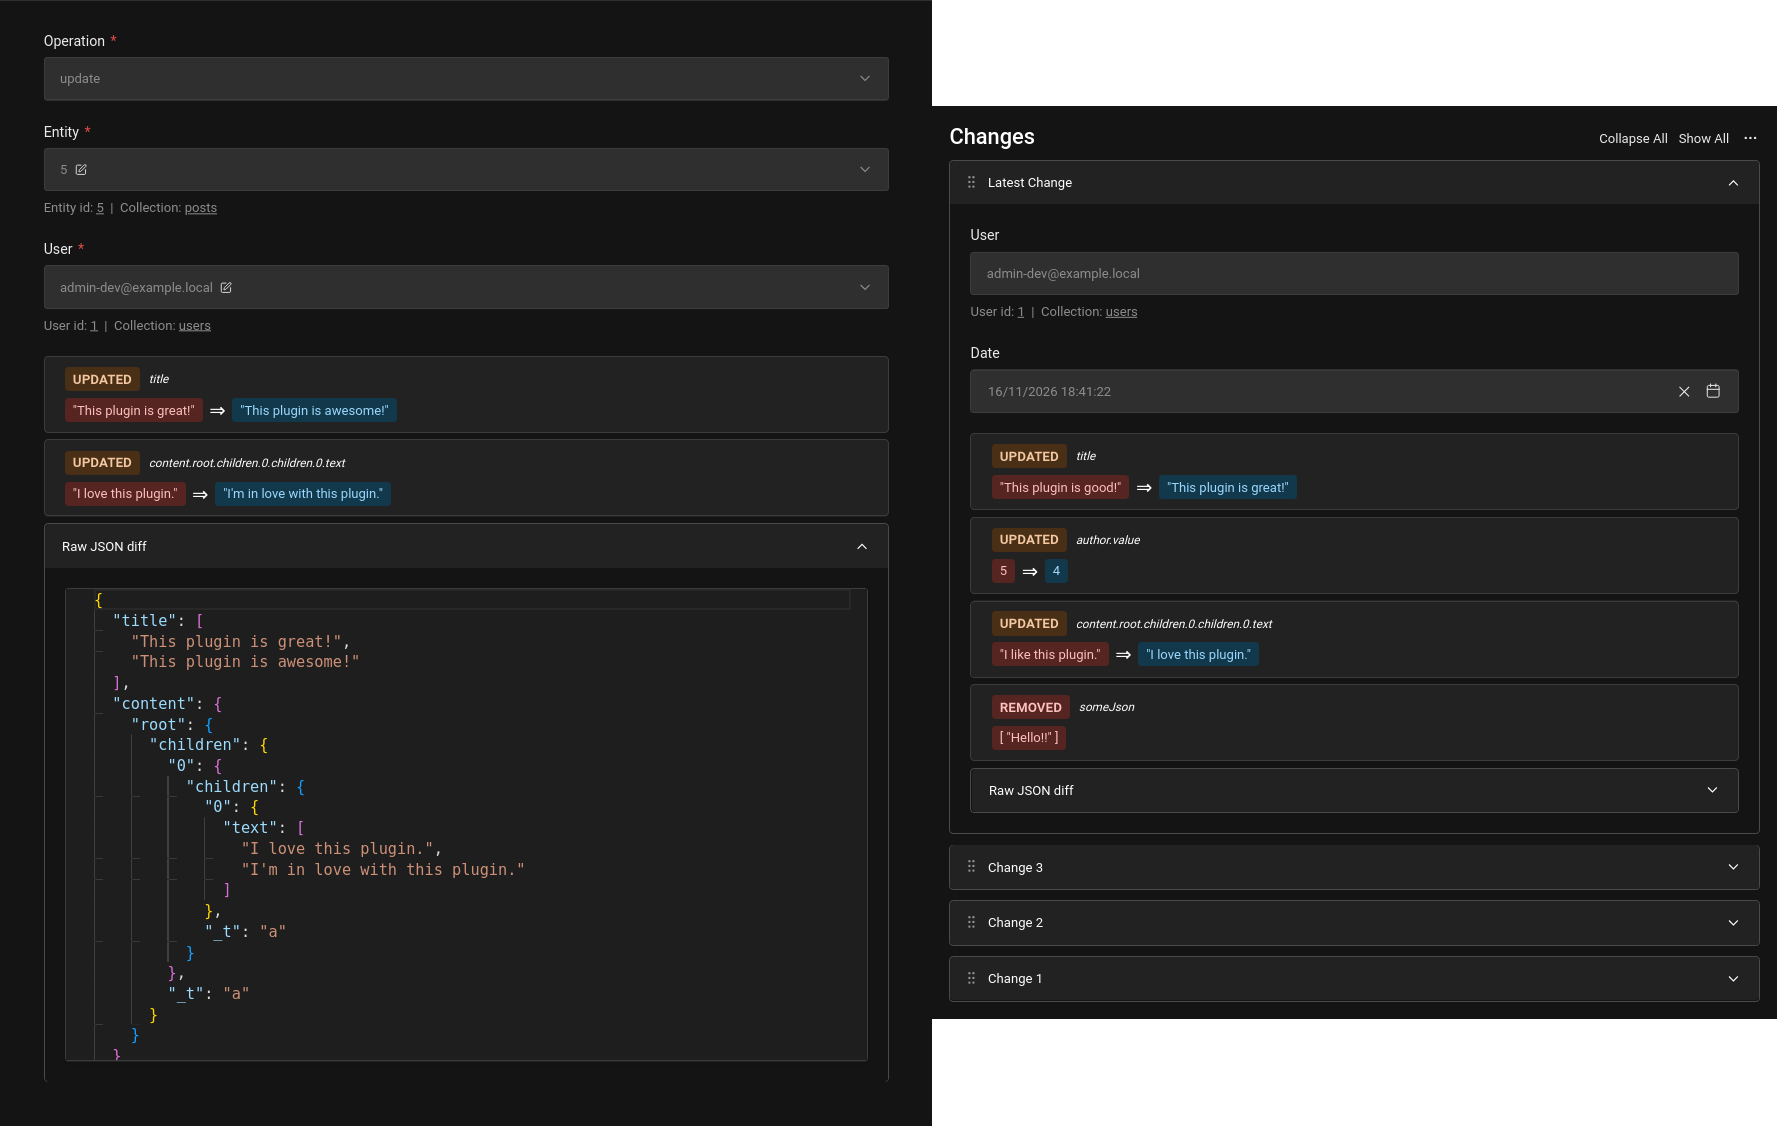 Operation *
update
Entity *
5
Entity id: 5 | Collection: posts
User *
admin-dev@example.local
User id: 1 | Collection: users
UPDATED title
"This plugin is great!" ⇒ "This plugin is awesome!"
UPDATED content.root.children.0.children.0.text
"I love this plugin." ⇒ "I'm in love with this plugin."
Raw JSON diff
{
"title": [
"This plugin is great!",
"This plugin is awesome!"
],
"content": {
"root": {
"children": {
"0": {
"children": {
"0": {
"text": [
"I love this plugin.",
"I'm in love with this plugin."
]
},
"_t": "a"
}
},
"_t": "a"
}
}
}
Changes
Collapse All Show All ...
Latest Change
User
admin-dev@example.local
User id: 1 | Collection: users
Date
16/11/2026 18:41:22
UPDATED title
"This plugin is good!" ⇒ "This plugin is great!"
UPDATED author.value
5 ⇒ 4
UPDATED content.root.children.0.children.0.text
"I like this plugin." ⇒ "I love this plugin."
REMOVED someJson
[ "Hello!!" ]
Raw JSON diff
Change 3
Change 2
Change 1